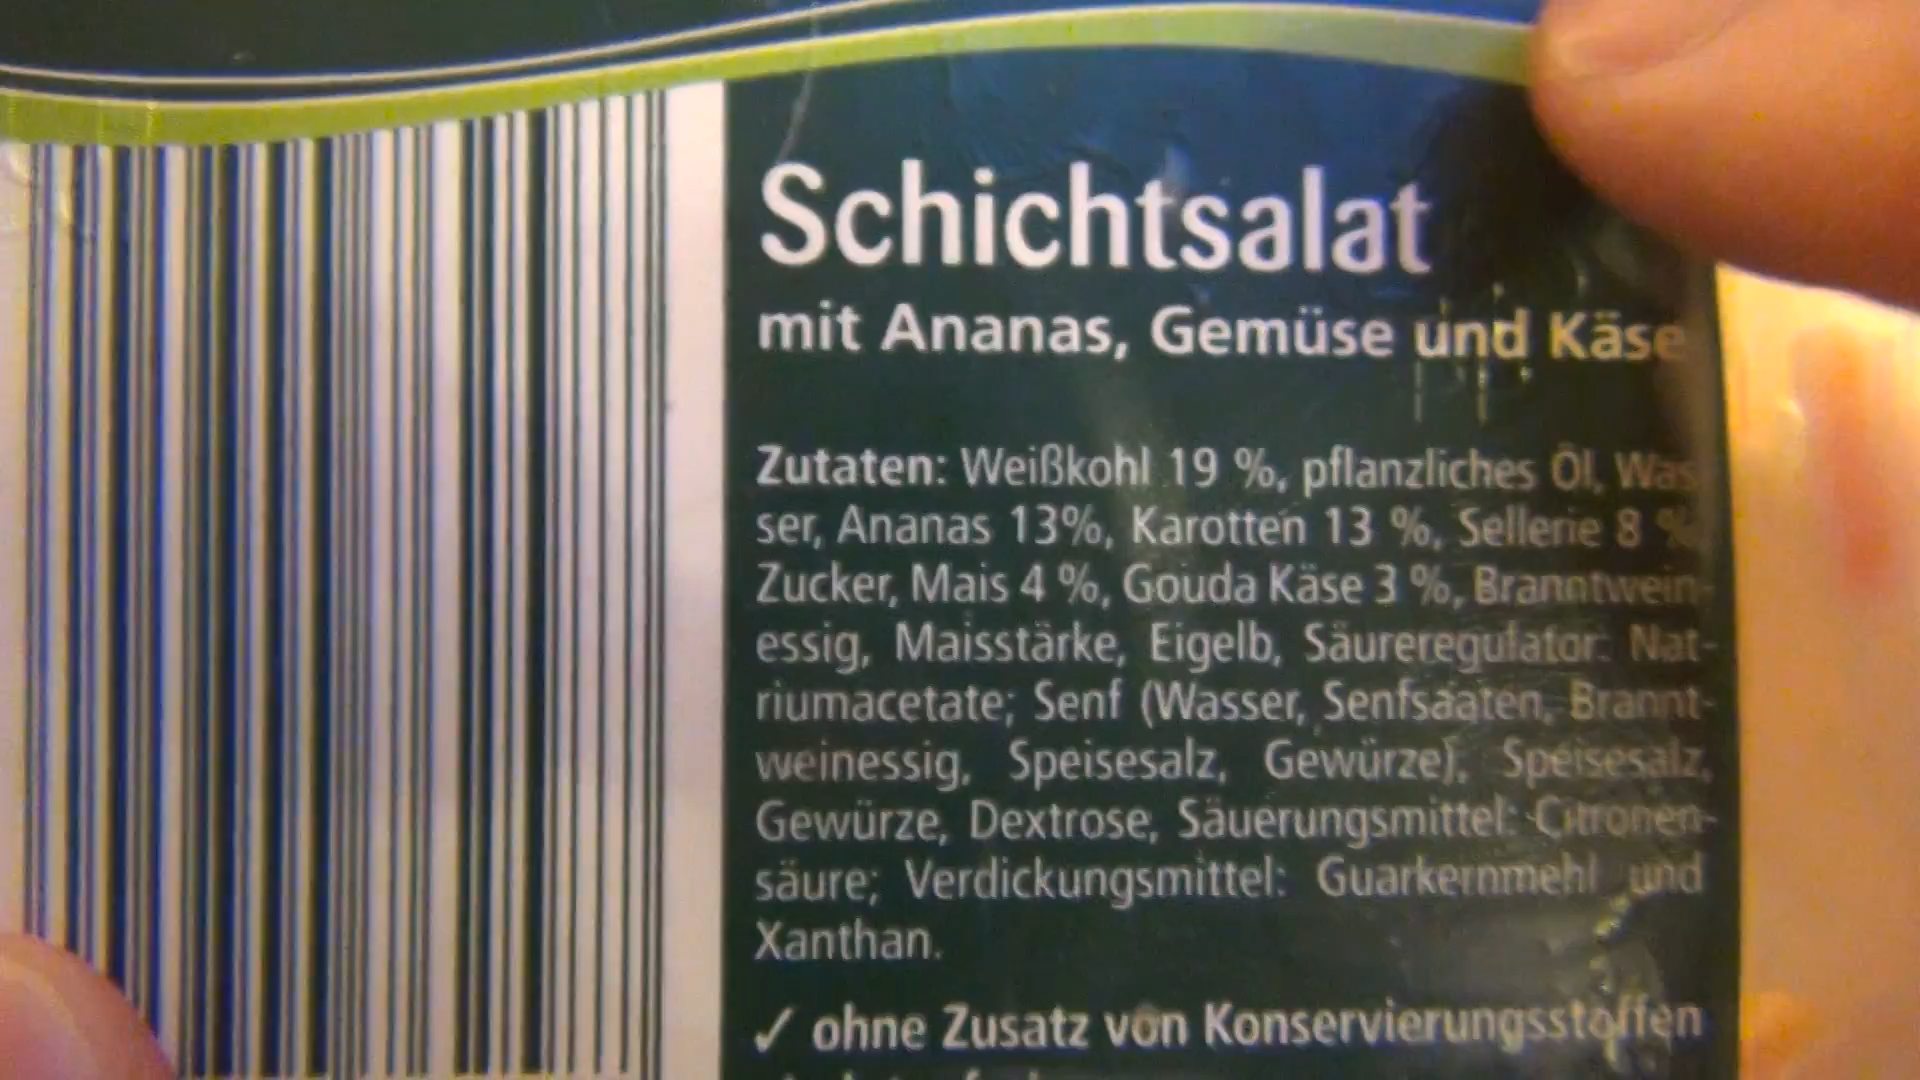 Schichtsalat
mit Ananas, Gemüse und Käse
Zutaten: Weißkohl 19 %, pflanzliches Öl, Was
ser, Ananas 13%, Karotten 13 %, Sellerie 8 %
Zucker, Mais 4 %, Gouda Käse 3 %, Branntwein-
essig, Maisstärke, Eigelb, Säureregulator: Nat-
riumacetate; Senf (Wasser, Senfsaaten, Brannt-
weinessig, Speisesalz, Gewürze), Speisesalz,
Gewürze, Dextrose, Säuerungsmittel: Citronen-
säure; Verdickungsmittel: Guarkernmehl und
Xanthan.
✓ ohne Zusatz von Konservierungsstoffen